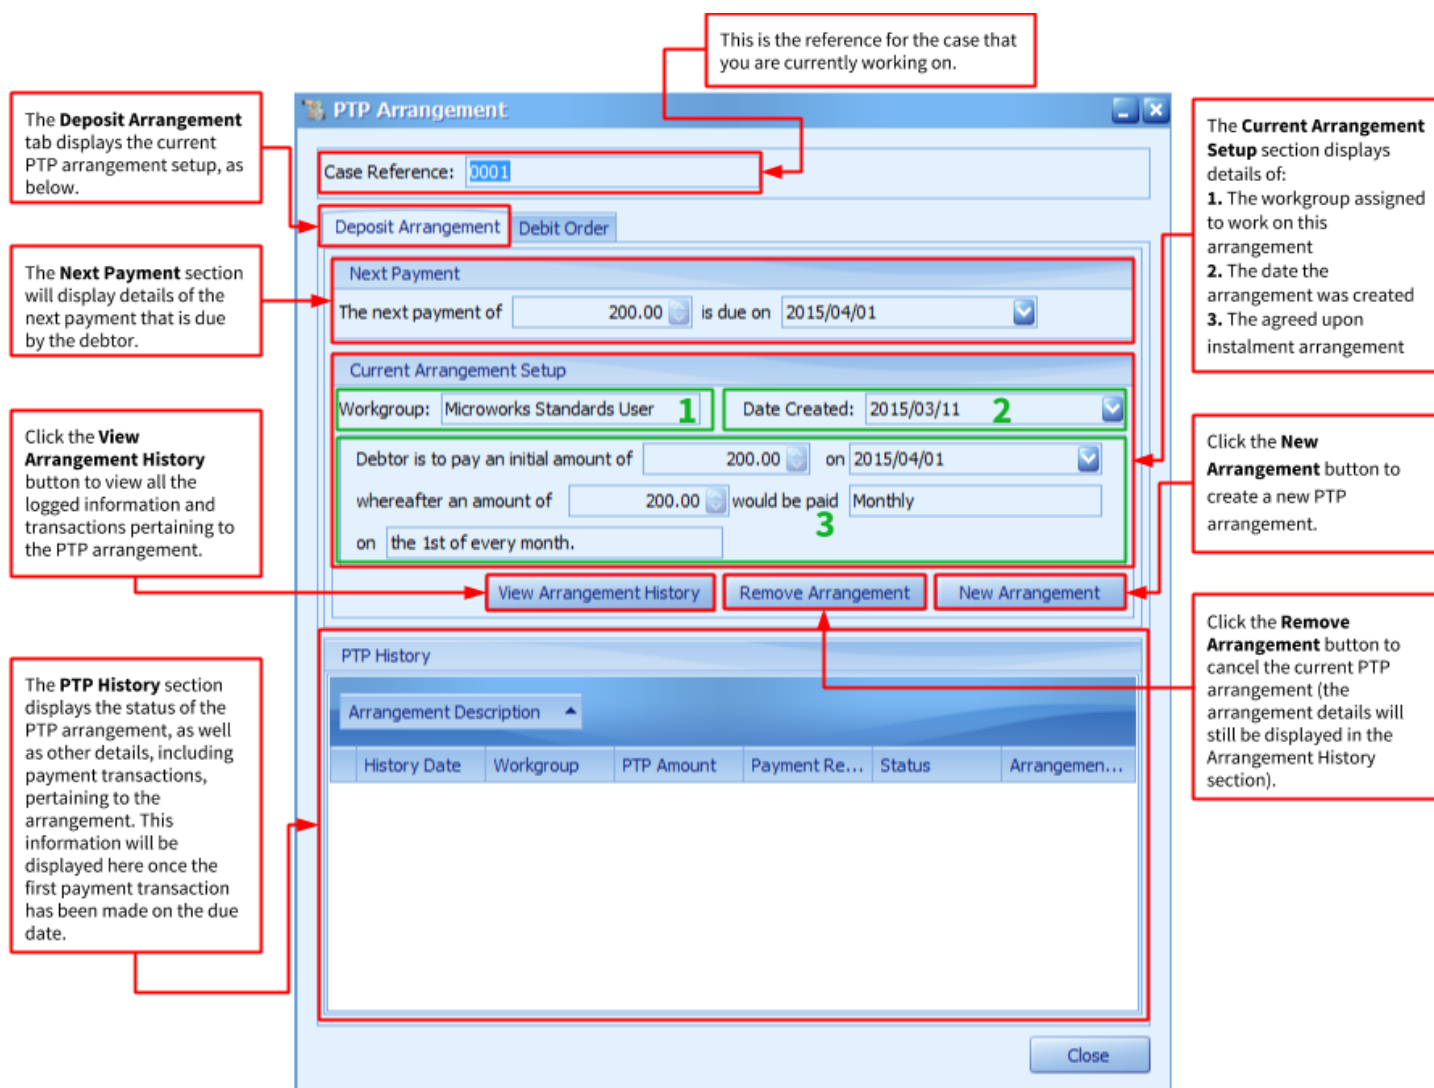 This is the reference for the case that
you are currently working on.
The Deposit Arrangement
tab displays the current
PTP arrangement setup, as
below.
The Next Payment section
will display details of the
next payment that is due
by the debtor.
Click the View
Arrangement History
button to view all the
logged information and
transactions pertaining to
the PTP arrangement.
The PTP History section
displays the status of the
PTP arrangement, as well
as other details, including
payment transactions,
pertaining to the
arrangement. This
information will be
displayed here once the
first payment transaction
has been made on the due
date.
PTP Arrangement
Case Reference: 0001
Deposit Arrangement Debit Order
Next Payment
The next payment of 200.00 is due on 2015/04/01
Current Arrangement Setup
Workgroup: Microworks Standards User 1 Date Created: 2015/03/11 2
Debtor is to pay an initial amount of 200.00 on 2015/04/01
whereafter an amount of 200.00 would be paid Monthly
3
on the 1st of every month.
View Arrangement History Remove Arrangement New Arrangement
PTP History
Arrangement Description
History Date Workgroup PTP Amount Payment Re... Status Arrangemen...
Close
The Current Arrangement
Setup section displays
details of:
1. The workgroup assigned
to work on this
arrangement
2. The date the
arrangement was created
3. The agreed upon
instalment arrangement
Click the New
Arrangement button to
create a new PTP
arrangement.
Click the Remove
Arrangement button to
cancel the current PTP
arrangement (the
arrangement details will
still be displayed in the
Arrangement History
section).